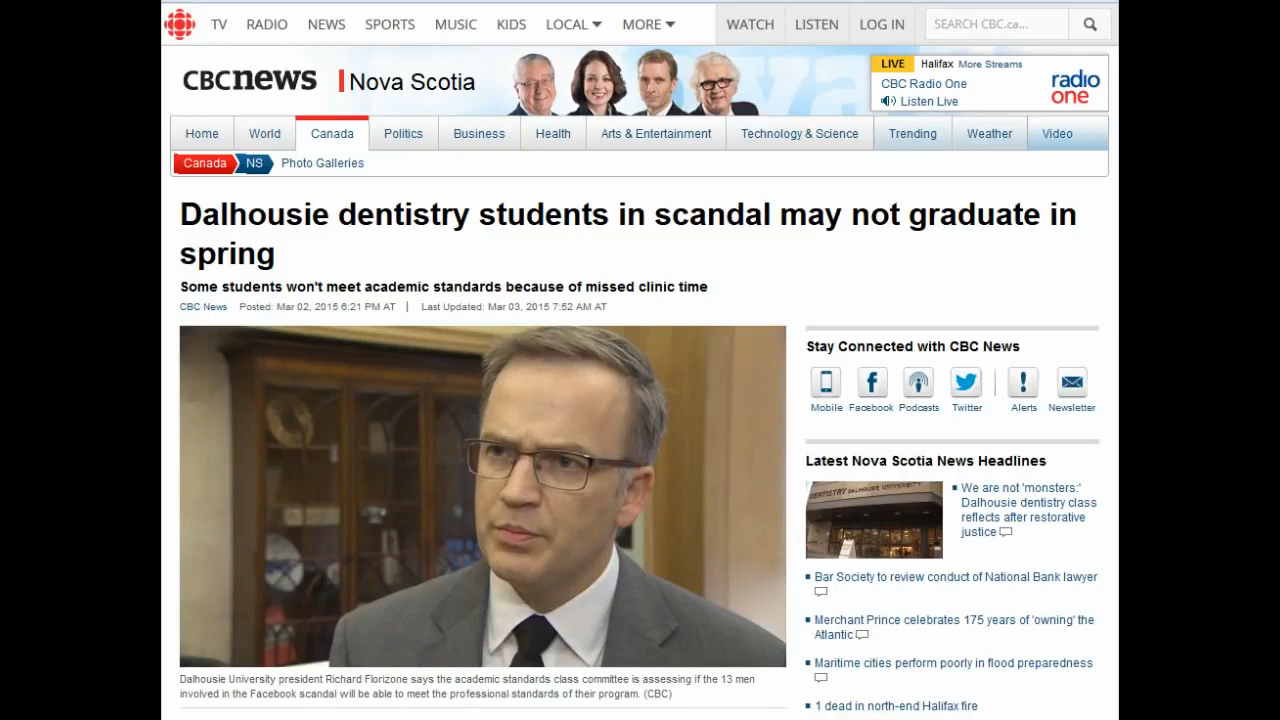 TV RADIO NEWS SPORTS MUSIC KIDS LOCAL MORE WATCH LISTEN LOG IN SEARCH CBC.ca...
CBCnews Nova Scotia
LIVE Halifax More Streams
CBC Radio One
Listen Live
radio
one
Home World Canada Politics Business Health Arts & Entertainment Technology & Science Trending Weather Video
Canada NS Photo Galleries
Dalhousie dentistry students in scandal may not graduate in
spring
Some students won't meet academic standards because of missed clinic time
CBC News Posted: Mar 02, 2015 6:21 PM AT | Last Updated: Mar 03, 2015 7:52 AM AT
Stay Connected with CBC News
Mobile Facebook Podcasts Twitter Alerts Newsletter
Latest Nova Scotia News Headlines
DENTISTRY DALHOUSIE UNIVERSITY
We are not 'monsters:'
Dalhousie dentistry class
reflects after restorative
justice
Bar Society to review conduct of National Bank lawyer
Merchant Prince celebrates 175 years of 'owning' the
Atlantic
Maritime cities perform poorly in flood preparedness
1 dead in north-end Halifax fire
Dalhousie University president Richard Florizone says the academic standards class committee is assessing if the 13 men
involved in the Facebook scandal will be able to meet the professional standards of their program. (CBC)